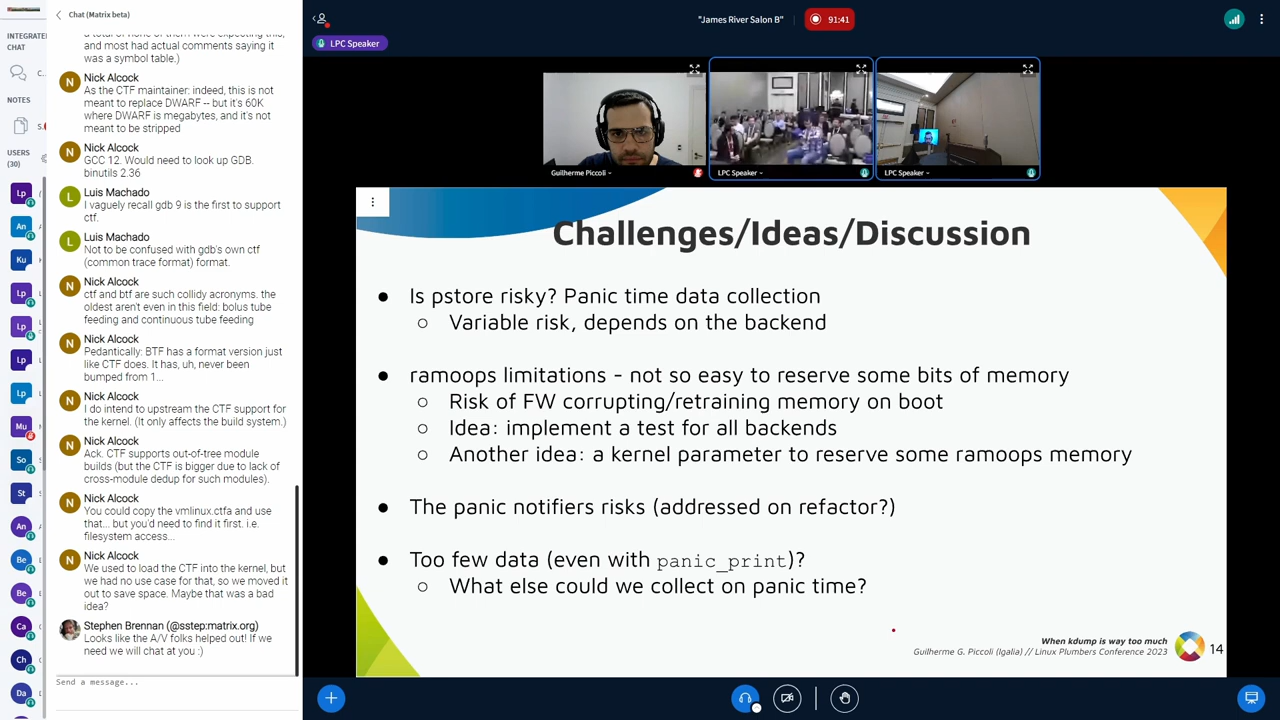 Chat (Matrix beta)
"James River Salon B"
91:41
LPC Speaker
INTEGRATE
CHAT
C..
NOTES
S.
USERS
(30)
Lp
An
Ku
Lp
Lp
Lp
Lp
Mu
So
St
An
Be
Be
Ca
Ch
Da
a total of none of them were expecting this,
and most had actual comments saying it
was a symbol table.)
N
Nick Alcock
As the CTF maintainer: indeed, this is not
meant to replace DWARF -- but it's 60K
where DWARF is megabytes, and it's not
meant to be stripped
N
Nick Alcock
GCC 12. Would need to look up GDB.
binutils 2.36
L
Luis Machado
I vaguely recall gdb 9 is the first to support
ctf.
L
Luis Machado
Not to be confused with gdb's own ctf
(common trace format) format.
N
Nick Alcock
ctf and btf are such collidy acronyms. the
oldest aren't even in this field: bolus tube
feeding and continuous tube feeding
N
Nick Alcock
Pedantically: BTF has a format version just
like CTF does. It has, uh, never been
bumped from 1...
N
Nick Alcock
I do intend to upstream the CTF support for
the kernel. (It only affects the build system.)
N
Nick Alcock
Ack. CTF supports out-of-tree module
builds (but the CTF is bigger due to lack of
cross-module dedup for such modules).
N
Nick Alcock
You could copy the vmlinux.ctfa and use
that... but you'd need to find it first. i.e.
filesystem access...
N
Nick Alcock
We used to load the CTF into the kernel, but
we had no use case for that, so we moved it
out to save space. Maybe that was a bad
idea?
Stephen Brennan (@sstep:matrix.org)
Looks like the A/V folks helped out! If we
need we will chat at you :)
Send a message...
Guilherme Piccoli
LPC Speaker
LPC Speaker
Challenges/Ideas/Discussion
● Is pstore risky? Panic time data collection
○ Variable risk, depends on the backend
● ramoops limitations - not so easy to reserve some bits of memory
○ Risk of FW corrupting/retraining memory on boot
○ Idea: implement a test for all backends
○ Another idea: a kernel parameter to reserve some ramoops memory
● The panic notifiers risks (addressed on refactor?)
● Too few data (even with panic_print)?
○ What else could we collect on panic time?
When kdump is way too much
Guilherme G. Piccoli (Igalia) // Linux Plumbers Conference 2023
14